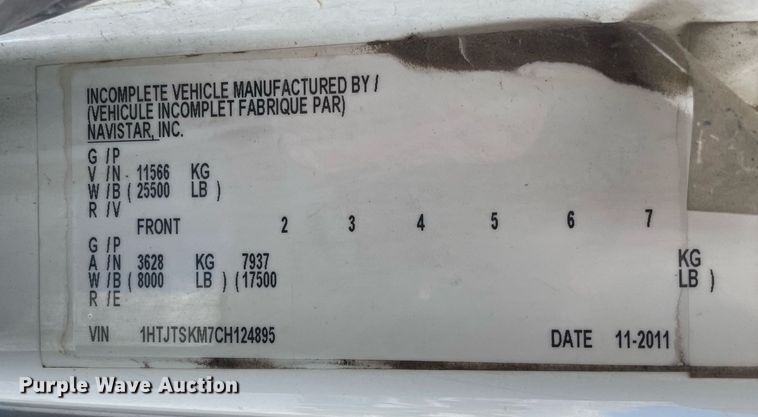 INCOMPLETE VEHICLE MANUFACTURED BY /
(VEHICULE INCOMPLET FABRIQUE PAR)
NAVISTAR, INC.
G / P
V / N 11566 KG
W / B ( 25500 LB )
R / V
FRONT 2 3 4 5 6 7
G / P
A / N 3628 KG 7937 KG
W / B ( 8000 LB ) ( 17500 LB )
R / E
VIN 1HTJTSKM7CH124895 DATE 11-2011
Purple Wave Auction